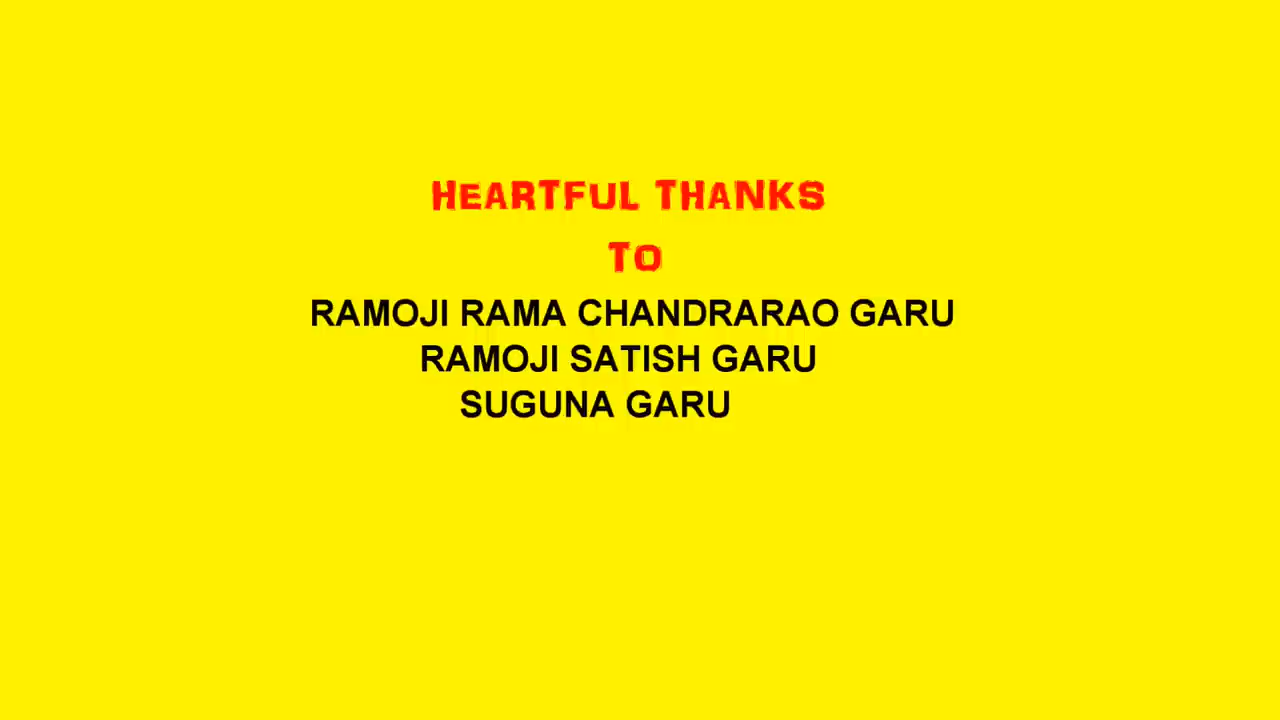 HEARTFUL THANKS
TO
RAMOJI RAMA CHANDRARAO GARU
RAMOJI SATISH GARU
SUGUNA GARU